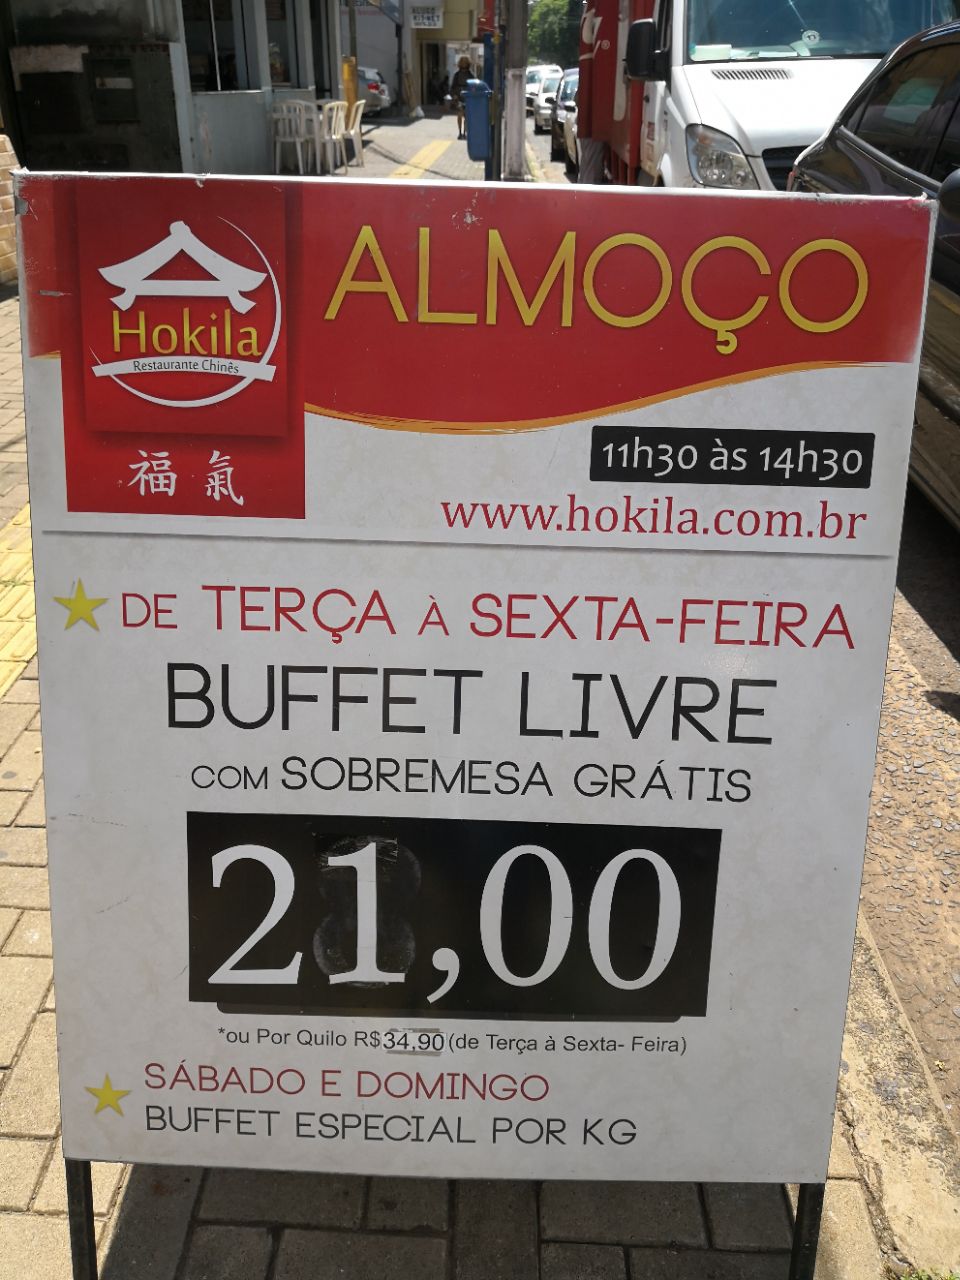 ALMOÇO
Hokila
Restaurante Chinês
福氣
11h30 às 14h30
www.hokila.com.br
DE TERÇA À SEXTA-FEIRA
BUFFET LIVRE
COM SOBREMESA GRÁTIS
21,00
*ou Por Quilo R$34,90(de Terça à Sexta- Feira)
SÁBADO E DOMINGO
BUFFET ESPECIAL POR KG